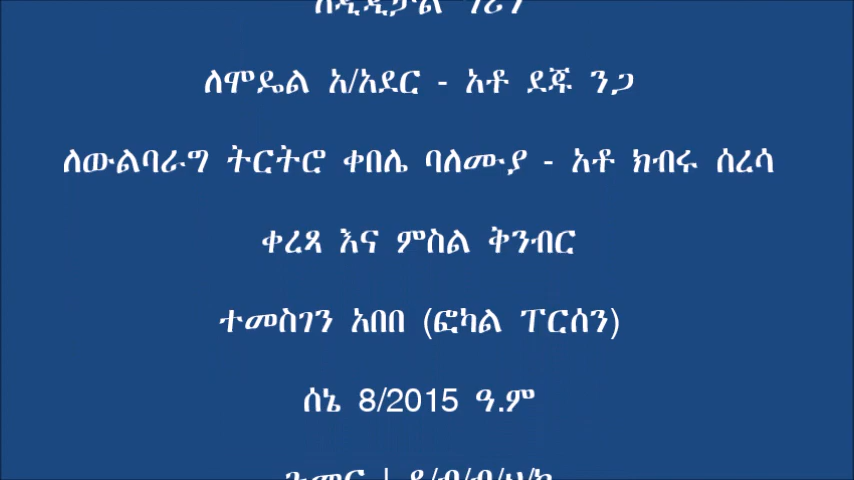 ለሞዴል አ/አደር - አቶ ደጁ ንጋ
ለውልባራግ ትርትሮ ቀበሌ ባለሙያ - አቶ ክብሩ ሰረሳ
ቀረጻ እና ምስል ቅንብር
ተመስገን አበበ (ፎካል ፐርሰን)
ሰኔ 8/2015 ዓ.ም